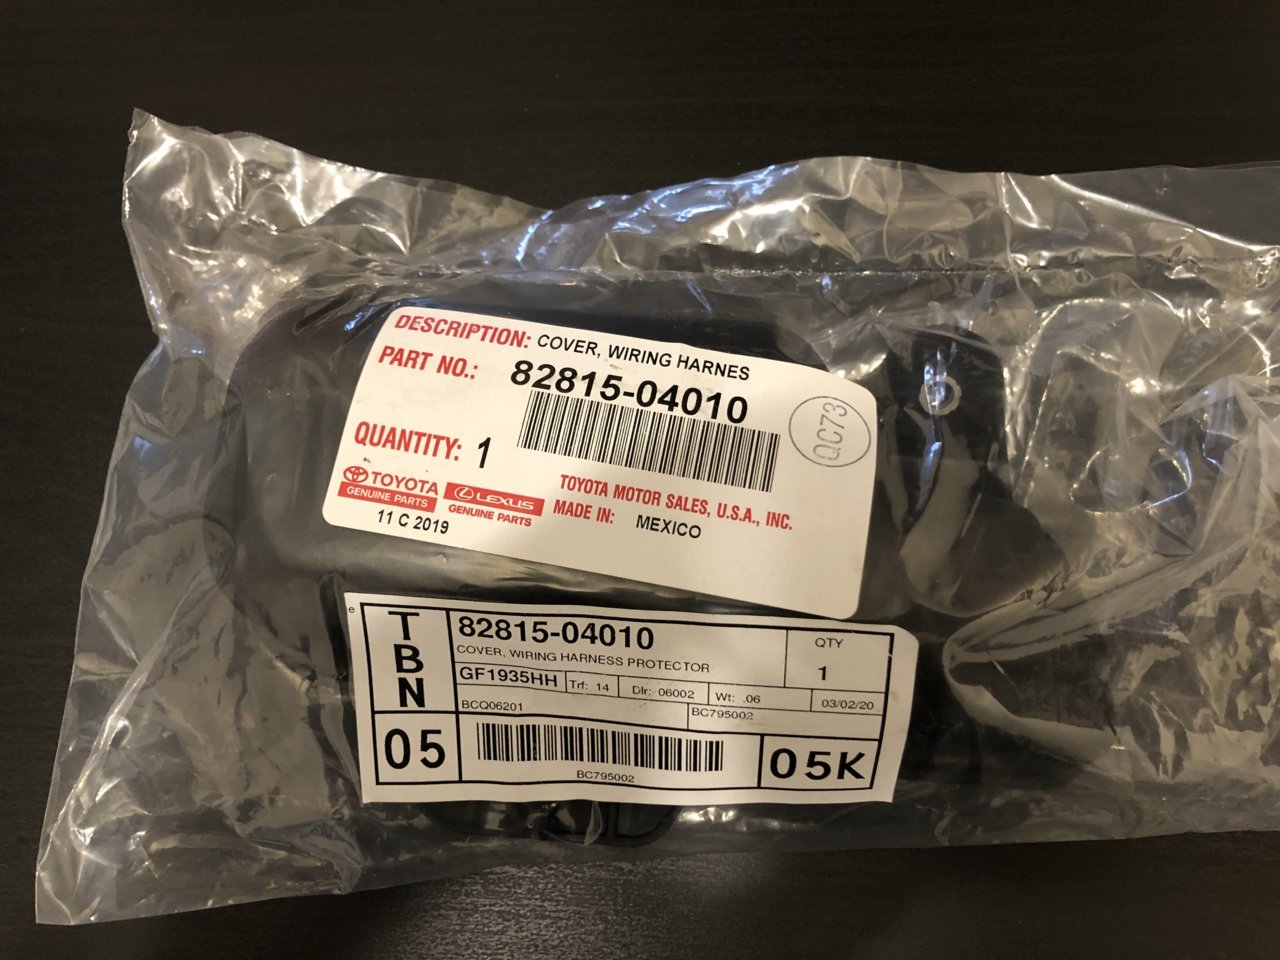 DESCRIPTION: COVER, WIRING HARNES
PART NO.: 82815-04010
QC73
QUANTITY: 1
TOYOTA
GENUINE PARTS
LEXUS
GENUINE PARTS
TOYOTA MOTOR SALES, U.S.A., INC.
MADE IN: MEXICO
11 C 2019
e
TBN
82815-04010
COVER, WIRING HARNESS PROTECTOR
QTY
1
GF1935HH Trf: 14 Dlr: 06002 Wt: .06 03/02/20
BCQ06201 BC795002
05
BC795002
05K